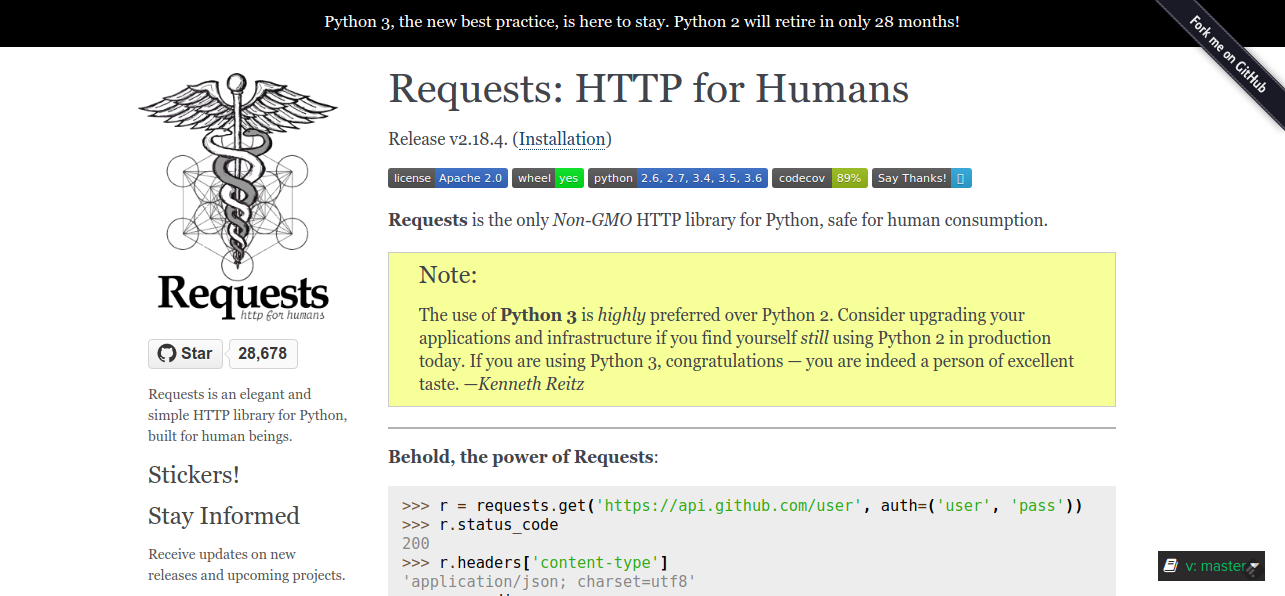 Python 3, the new best practice, is here to stay. Python 2 will retire in only 28 months!
Fork me on GitHub
Requests
http for humans
Star 28,678
Requests is an elegant and
simple HTTP library for Python,
built for human beings.
Stickers!
Stay Informed
Receive updates on new
releases and upcoming projects.
Requests: HTTP for Humans
Release v2.18.4. (Installation)
license Apache 2.0 wheel yes python 2.6, 2.7, 3.4, 3.5, 3.6 codecov 89% Say Thanks!
Requests is the only Non-GMO HTTP library for Python, safe for human consumption.
Note:
The use of Python 3 is highly preferred over Python 2. Consider upgrading your
applications and infrastructure if you find yourself still using Python 2 in production
today. If you are using Python 3, congratulations — you are indeed a person of excellent
taste. —Kenneth Reitz
Behold, the power of Requests:
>>> r = requests.get('https://api.github.com/user', auth=('user', 'pass'))
>>> r.status_code
200
>>> r.headers['content-type']
'application/json; charset=utf8'
v: master